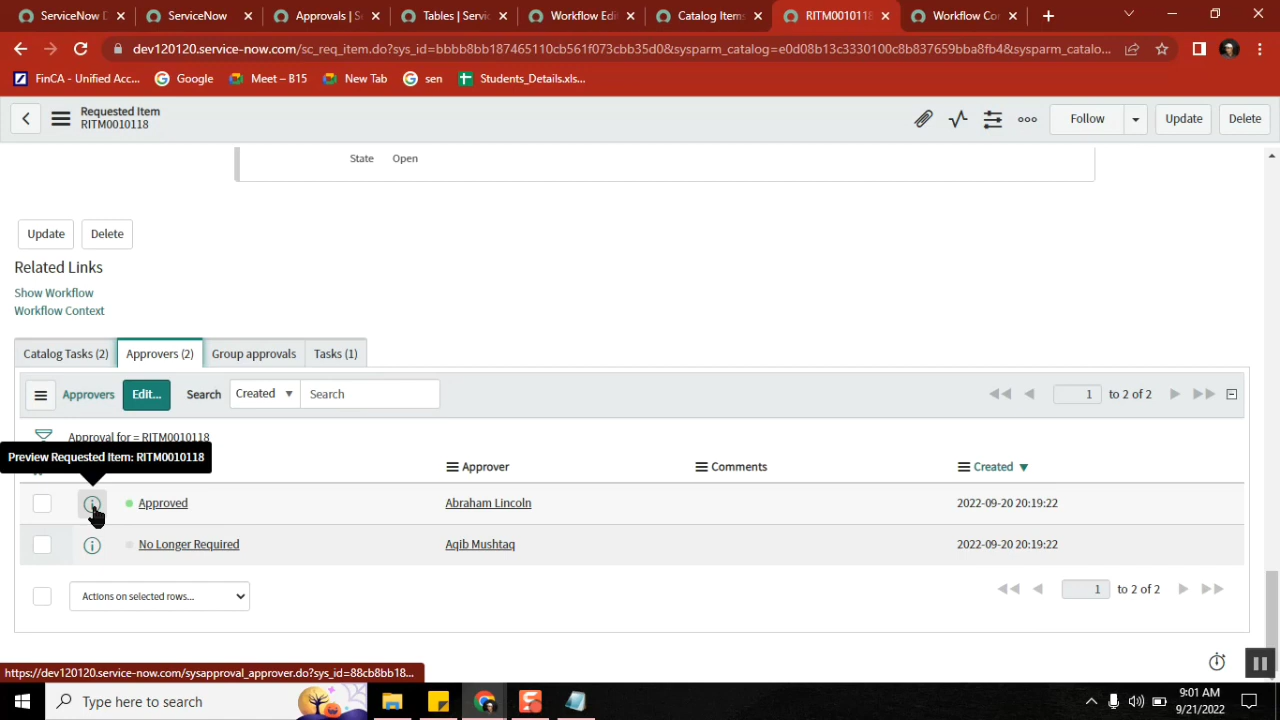 ServiceNow D
ServiceNow
Approvals | S
Tables | Servic
Workflow Edi
Catalog Items
RITM0010118
Workflow Con
dev120120.service-now.com/sc_req_item.do?sys_id=bbbb8bb187465110cb561f073cbb35d0&sysparm_catalog=e0d08b13c3330100c8b837659bba8fb4&sysparm_catalo...
FinCA - Unified Acc...
Google
Meet – B15
New Tab
sen
Students_Details.xls...
Requested Item
RITM0010118
Follow
Update
Delete
State Open
Update
Delete
Related Links
Show Workflow
Workflow Context
Catalog Tasks (2)
Approvers (2)
Group approvals
Tasks (1)
Approvers
Edit...
Search
Created
Search
1 to 2 of 2
Approval for = RITM0010118
Preview Requested Item: RITM0010118
Approver
Comments
Created
Approved
Abraham Lincoln
2022-09-20 20:19:22
No Longer Required
Aqib Mushtaq
2022-09-20 20:19:22
Actions on selected rows...
1 to 2 of 2
https://dev120120.service-now.com/sysapproval_approver.do?sys_id=88cb8bb18...
Type here to search
9:01 AM
9/21/2022